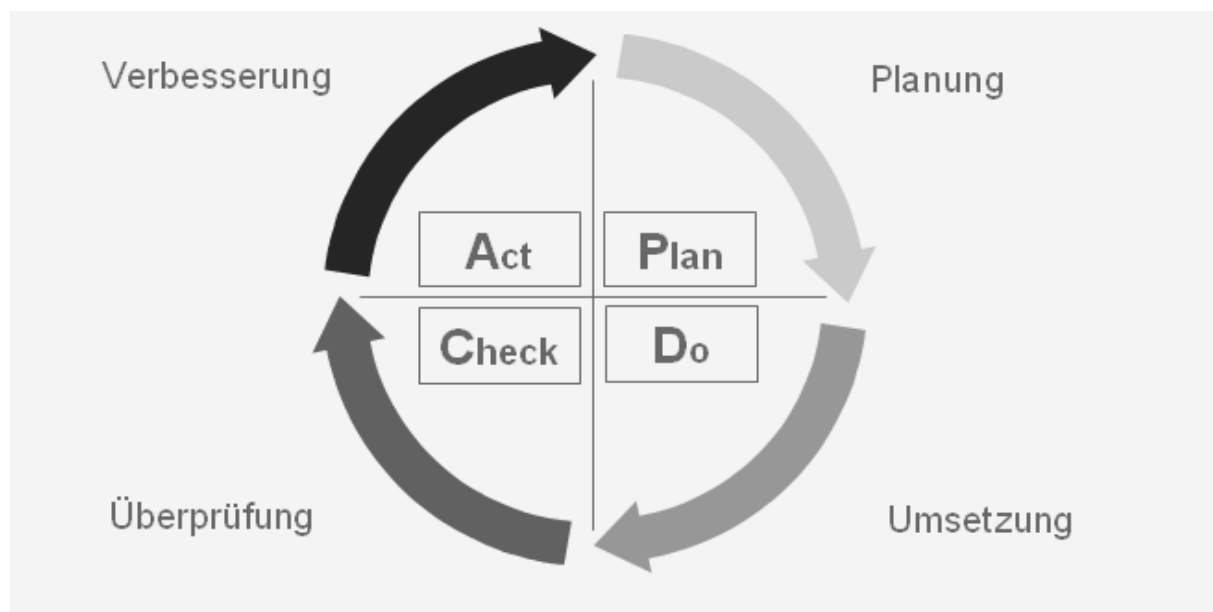 Verbesserung
Planung
Act
Plan
Check
Do
Überprüfung
Umsetzung